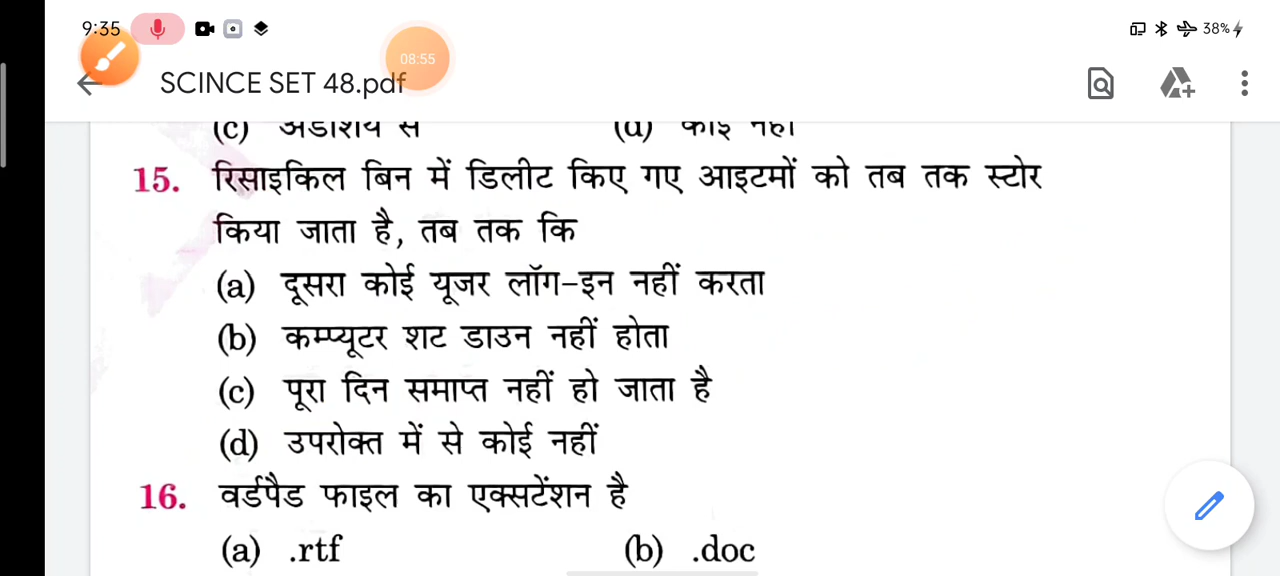 9:35
38%
08:55
SCINCE SET 48.pdf
(c) अंडाशय से (d) कोई नहीं
15. रिसाइकिल बिन में डिलीट किए गए आइटमों को तब तक स्टोर
किया जाता है, तब तक कि
(a) दूसरा कोई यूजर लॉग-इन नहीं करता
(b) कम्प्यूटर शट डाउन नहीं होता
(c) पूरा दिन समाप्त नहीं हो जाता है
(d) उपरोक्त में से कोई नहीं
16. वर्डपैड फाइल का एक्सटेंशन है
(a) .rtf (b) .doc